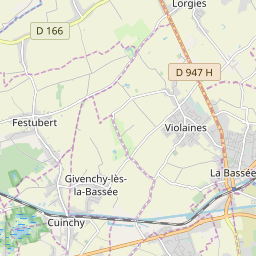 Lorgies
D 166
D 947 H
Festubert
Violaines
La Bassée
Givenchy-lès-
la-Bassée
Cuinchy